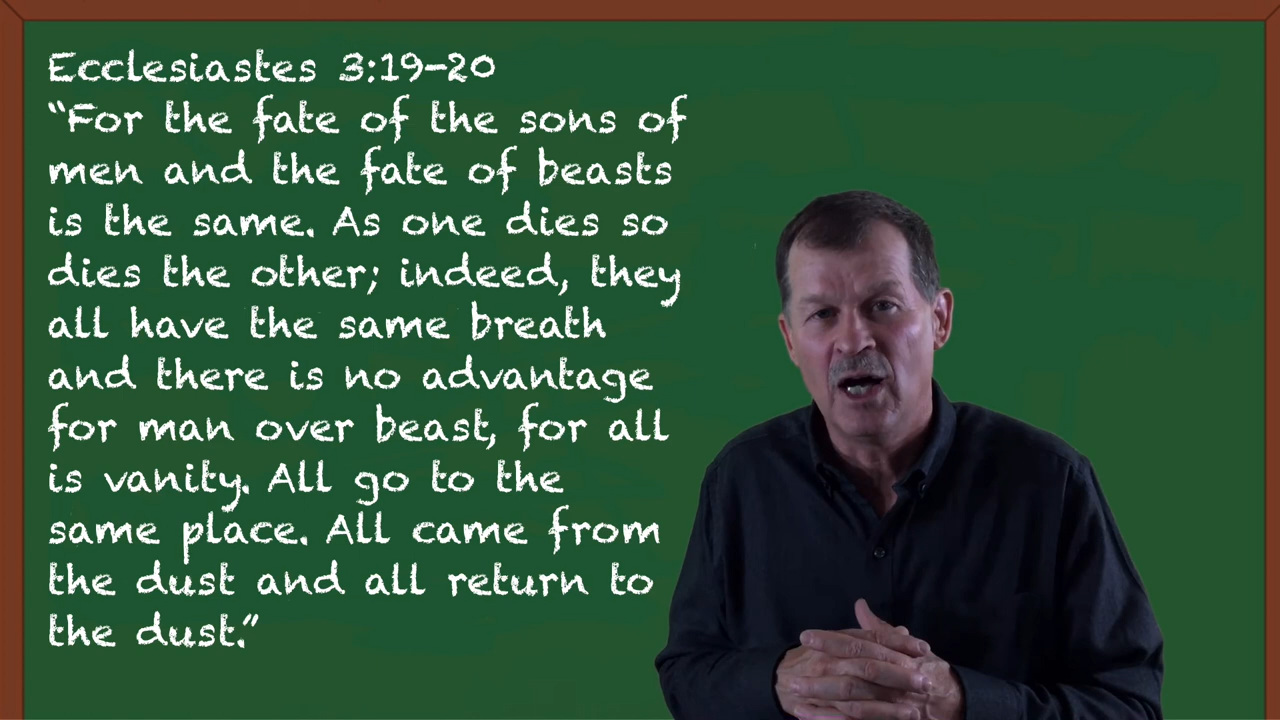 Ecclesiastes 3:19-20
“For the fate of the sons of
men and the fate of beasts
is the same. As one dies so
dies the other; indeed, they
all have the same breath
and there is no advantage
for man over beast, for all
is vanity. All go to the
same place. All came from
the dust and all return to
the dust.”